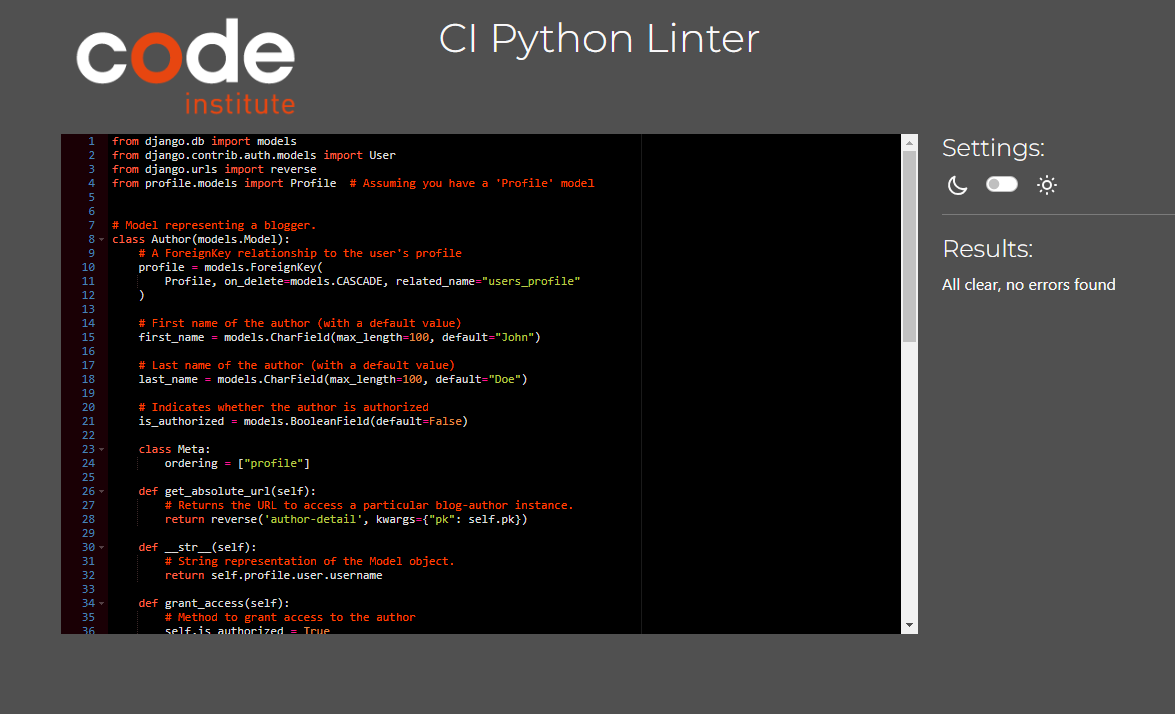 code
institute
CI Python Linter
1 from django.db import models
2 from django.contrib.auth.models import User
3 from django.urls import reverse
4 from profile.models import Profile  # Assuming you have a 'Profile' model
5
6
7 # Model representing a blogger.
8 class Author(models.Model):
9     # A ForeignKey relationship to the user's profile
10     profile = models.ForeignKey(
11         Profile, on_delete=models.CASCADE, related_name="users_profile"
12     )
13
14     # First name of the author (with a default value)
15     first_name = models.CharField(max_length=100, default="John")
16
17     # Last name of the author (with a default value)
18     last_name = models.CharField(max_length=100, default="Doe")
19
20     # Indicates whether the author is authorized
21     is_authorized = models.BooleanField(default=False)
22
23     class Meta:
24         ordering = ["profile"]
25
26     def get_absolute_url(self):
27         # Returns the URL to access a particular blog-author instance.
28         return reverse('author-detail', kwargs={"pk": self.pk})
29
30     def __str__(self):
31         # String representation of the Model object.
32         return self.profile.user.username
33
34     def grant_access(self):
35         # Method to grant access to the author
36         self.is_authorized = True
Settings:
Results:
All clear, no errors found